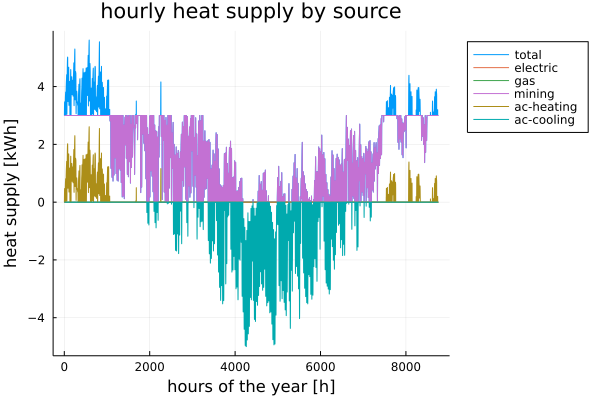 hourly heat supply by source
heat supply [kWh]
4
2
0
−2
−4
0
2000
4000
6000
8000
hours of the year [h]
total
electric
gas
mining
ac-heating
ac-cooling